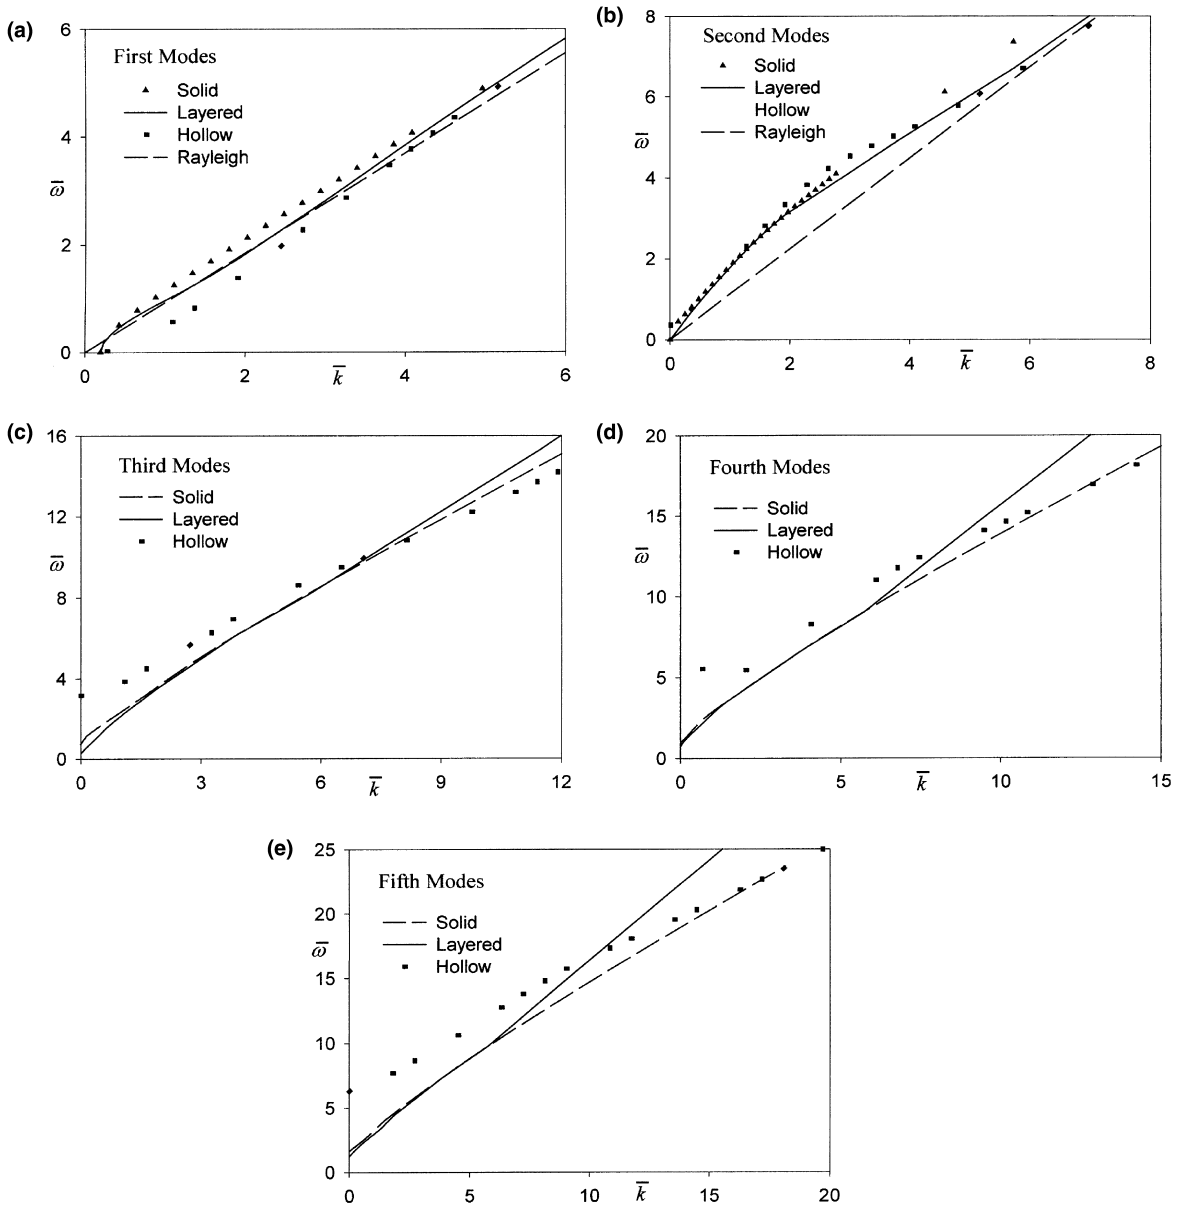 (a)
First Modes
Solid
Layered
Hollow
Rayleigh
6
4
2
0
ω̅
0
2
4
6
k̅
(b)
Second Modes
Solid
Layered
Hollow
Rayleigh
8
6
4
2
0
ω̅
0
2
4
6
8
k̅
(c)
Third Modes
Solid
Layered
Hollow
16
12
8
4
0
ω̅
0
3
6
9
12
k̅
(d)
Fourth Modes
Solid
Layered
Hollow
20
15
10
5
0
ω̅
0
5
10
15
k̅
(e)
Fifth Modes
Solid
Layered
Hollow
25
20
15
10
5
0
ω̅
0
5
10
15
20
k̅